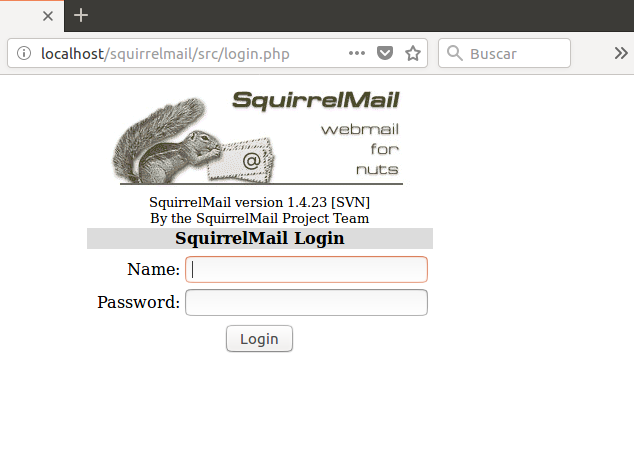 localhost/squirrelmail/src/login.php
Buscar
SquirrelMail
webmail
for
nuts
@
SquirrelMail version 1.4.23 [SVN]
By the SquirrelMail Project Team
SquirrelMail Login
Name:
Password:
Login